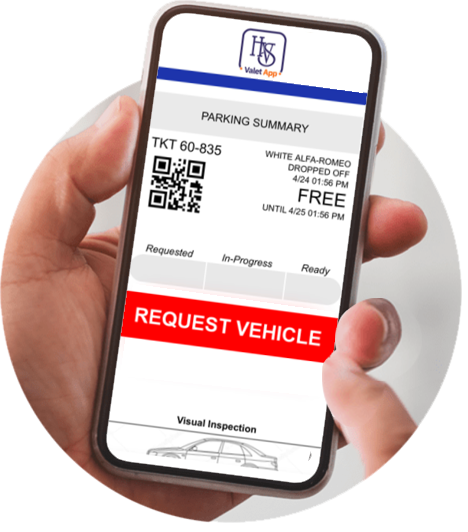 HVS
Valet App
PARKING SUMMARY
TKT 60-835
WHITE ALFA-ROMEO
DROPPED OFF
4/24 01:56 PM
FREE
UNTIL 4/25 01:56 PM
Requested
In-Progress
Ready
REQUEST VEHICLE
Visual Inspection